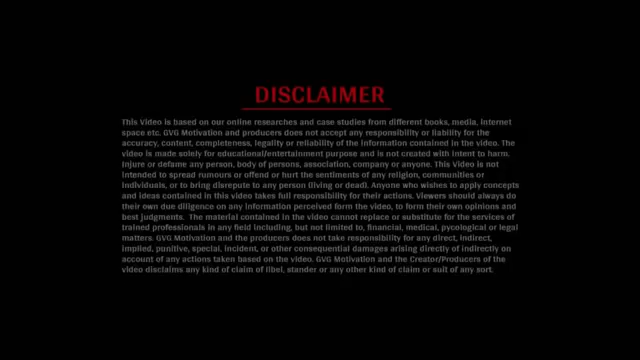 DISCLAIMER
This Video is based on our online researches and case studies from different books, media, internet
space etc. GVG Motivation and producers does not accept any responsibility or liability for the
accuracy, content, completeness, legality or reliability of the information contained in the video. The
video is made solely for educational/entertainment purpose and is not created with intent to harm.
Injure or defame any person, body of persons, association, company or anyone. This Video is not
intended to spread rumours or offend or hurt the sentiments of any religion, communities or
individuals, or to bring disrepute to any person (living or dead). Anyone who wishes to apply concepts
and ideas contained in this video takes full responsibility for their actions. Viewers should always do
their own due diligence on any information perceived form the video, to form their own opinions and
best judgments. The material contained in the video cannot replace or substitute for the services of
trained professionals in any field including, but not limited to, financial, medical, pycological or legal
matters. GVG Motivation and the producers does not take responsibility for any direct, indirect,
implied, punitive, special, incident, or other consequential damages arising directly of indirectly on
account of any actions taken based on the video. GVG Motivation and the Creator/Producers of the
video disclaims any kind of claim of libel, stander or any other kind of claim or suit of any sort.